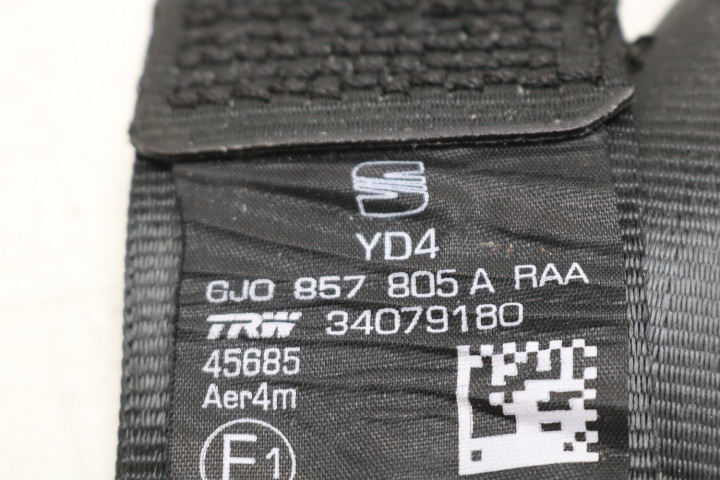 S
YD4
6J0 857 805 A RAA
TRW 34079180
45685
Aer4m
E1